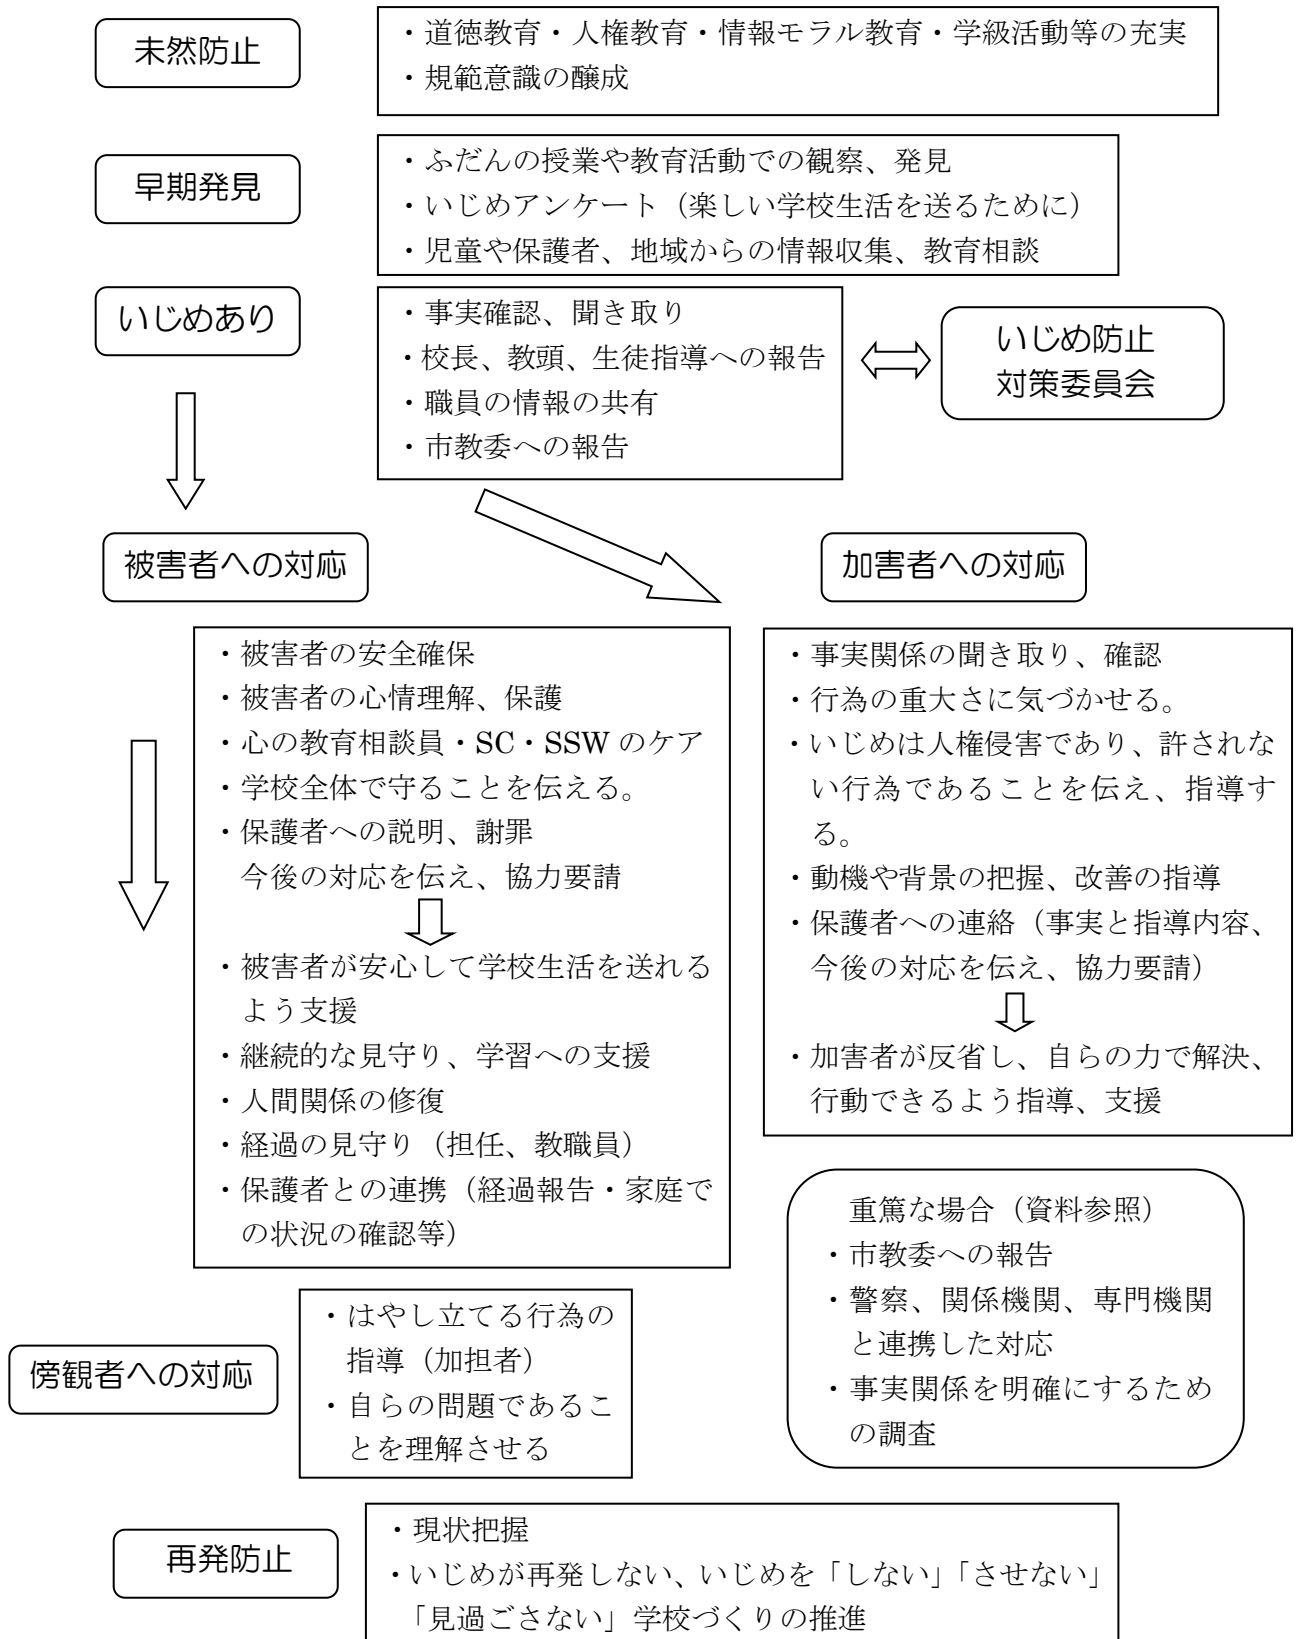 未然防止
・道徳教育・人権教育・情報モラル教育・学級活動等の充実
・規範意識の醸成
早期発見
・ふだんの授業や教育活動での観察、発見
・いじめアンケート（楽しい学校生活を送るために）
・児童や保護者、地域からの情報収集、教育相談
いじめあり
・事実確認、聞き取り
・校長、教頭、生徒指導への報告
・職員の情報の共有
・市教委への報告
いじめ防止
対策委員会
被害者への対応
・被害者の安全確保
・被害者の心情理解、保護
・心の教育相談員・SC・SSW のケア
・学校全体で守ることを伝える。
・保護者への説明、謝罪
今後の対応を伝え、協力要請
・被害者が安心して学校生活を送れる
よう支援
・継続的な見守り、学習への支援
・人間関係の修復
・経過の見守り（担任、教職員）
・保護者との連携（経過報告・家庭で
の状況の確認等）
加害者への対応
・事実関係の聞き取り、確認
・行為の重大さに気づかせる。
・いじめは人権侵害であり、許されな
い行為であることを伝え、指導す
る。
・動機や背景の把握、改善の指導
・保護者への連絡（事実と指導内容、
今後の対応を伝え、協力要請）
・加害者が反省し、自らの力で解決、
行動できるよう指導、支援
重篤な場合（資料参照）
・市教委への報告
・警察、関係機関、専門機関
と連携した対応
・事実関係を明確にするため
の調査
傍観者への対応
・はやし立てる行為の
指導（加担者）
・自らの問題であるこ
とを理解させる
再発防止
・現状把握
・いじめが再発しない、いじめを「しない」「させない」
「見過ごさない」学校づくりの推進